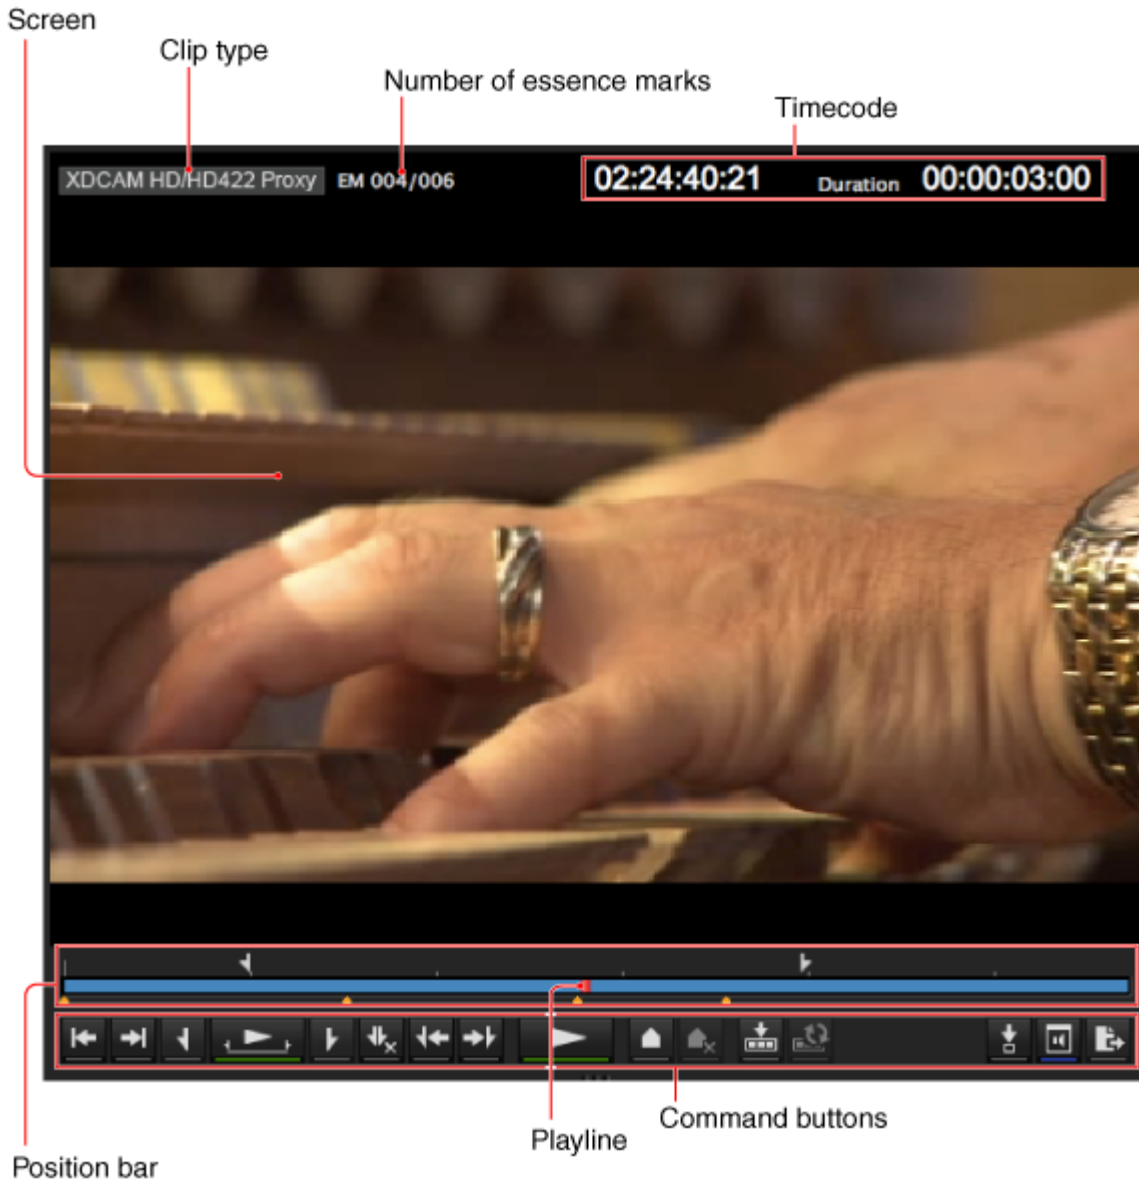 Screen
Clip type
Number of essence marks
Timecode
XDCAM HD/HD422 Proxy EM 004/006 02:24:40:21 Duration 00:00:03:00
Command buttons
Playline
Position bar